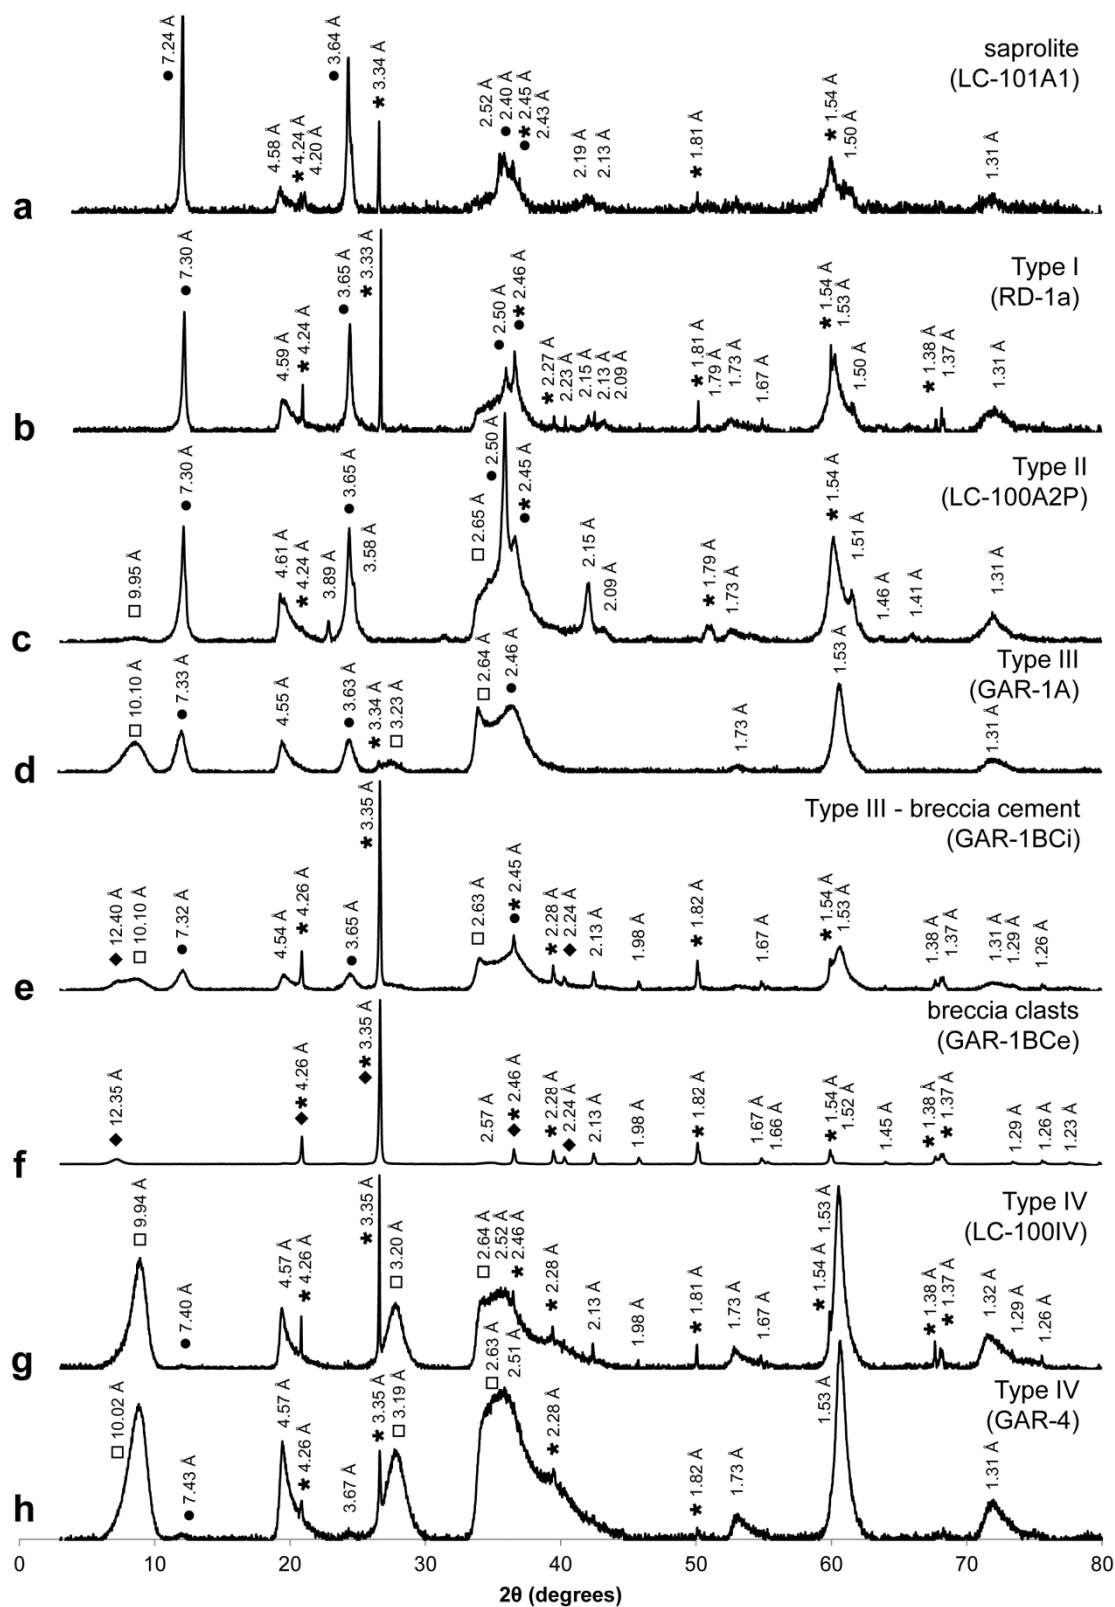 saprolite
(LC-101A1)
● 7.24 Å
4.58 Å
* 4.24 Å
4.20 Å
● 3.64 Å
* 3.34 Å
2.52 Å
● 2.40 Å
●* 2.45 Å
2.43 Å
2.19 Å
2.13 Å
* 1.81 Å
* 1.54 Å
1.50 Å
1.31 Å
a
Type I
(RD-1a)
● 7.30 Å
4.59 Å
* 4.24 Å
● 3.65 Å
* 3.33 Å
● 2.50 Å
●* 2.46 Å
* 2.27 Å
2.23 Å
2.15 Å
2.13 Å
2.09 Å
* 1.81 Å
1.79 Å
1.73 Å
1.67 Å
* 1.54 Å
1.53 Å
1.50 Å
* 1.38 Å
1.37 Å
1.31 Å
b
Type II
(LC-100A2P)
□ 9.95 Å
● 7.30 Å
4.61 Å
* 4.24 Å
3.89 Å
● 3.65 Å
3.58 Å
□ 2.65 Å
● 2.50 Å
●* 2.45 Å
2.15 Å
2.09 Å
* 1.79 Å
1.73 Å
* 1.54 Å
1.51 Å
1.46 Å
1.41 Å
1.31 Å
c
Type III
(GAR-1A)
□ 10.10 Å
● 7.33 Å
4.55 Å
● 3.63 Å
* 3.34 Å
□ 3.23 Å
□ 2.64 Å
● 2.46 Å
1.73 Å
1.53 Å
1.31 Å
d
Type III - breccia cement
(GAR-1BCi)
◆ 12.40 Å
□ 10.10 Å
● 7.32 Å
4.54 Å
* 4.26 Å
● 3.65 Å
* 3.35 Å
□ 2.63 Å
●* 2.45 Å
* 2.28 Å
◆ 2.24 Å
2.13 Å
1.98 Å
* 1.82 Å
1.67 Å
* 1.54 Å
1.53 Å
1.38 Å
1.37 Å
1.31 Å
1.29 Å
1.26 Å
e
breccia clasts
(GAR-1BCe)
◆ 12.35 Å
◆* 4.26 Å
◆* 3.35 Å
2.57 Å
◆* 2.46 Å
* 2.28 Å
◆ 2.24 Å
2.13 Å
1.98 Å
* 1.82 Å
1.67 Å
1.66 Å
* 1.54 Å
1.52 Å
1.45 Å
* 1.38 Å
* 1.37 Å
1.29 Å
1.26 Å
1.23 Å
f
Type IV
(LC-100IV)
□ 9.94 Å
● 7.40 Å
4.57 Å
* 4.26 Å
* 3.35 Å
□ 3.20 Å
□ 2.64 Å
2.52 Å
* 2.46 Å
* 2.28 Å
2.13 Å
1.98 Å
* 1.81 Å
1.73 Å
1.67 Å
* 1.54 Å
1.53 Å
* 1.38 Å
* 1.37 Å
1.32 Å
1.29 Å
1.26 Å
g
Type IV
(GAR-4)
□ 10.02 Å
● 7.43 Å
4.57 Å
* 4.26 Å
3.67 Å
* 3.35 Å
□ 3.19 Å
□ 2.63 Å
2.51 Å
* 2.28 Å
* 1.82 Å
1.73 Å
1.53 Å
1.31 Å
h
0 10 20 30 40 50 60 70 80
2θ (degrees)